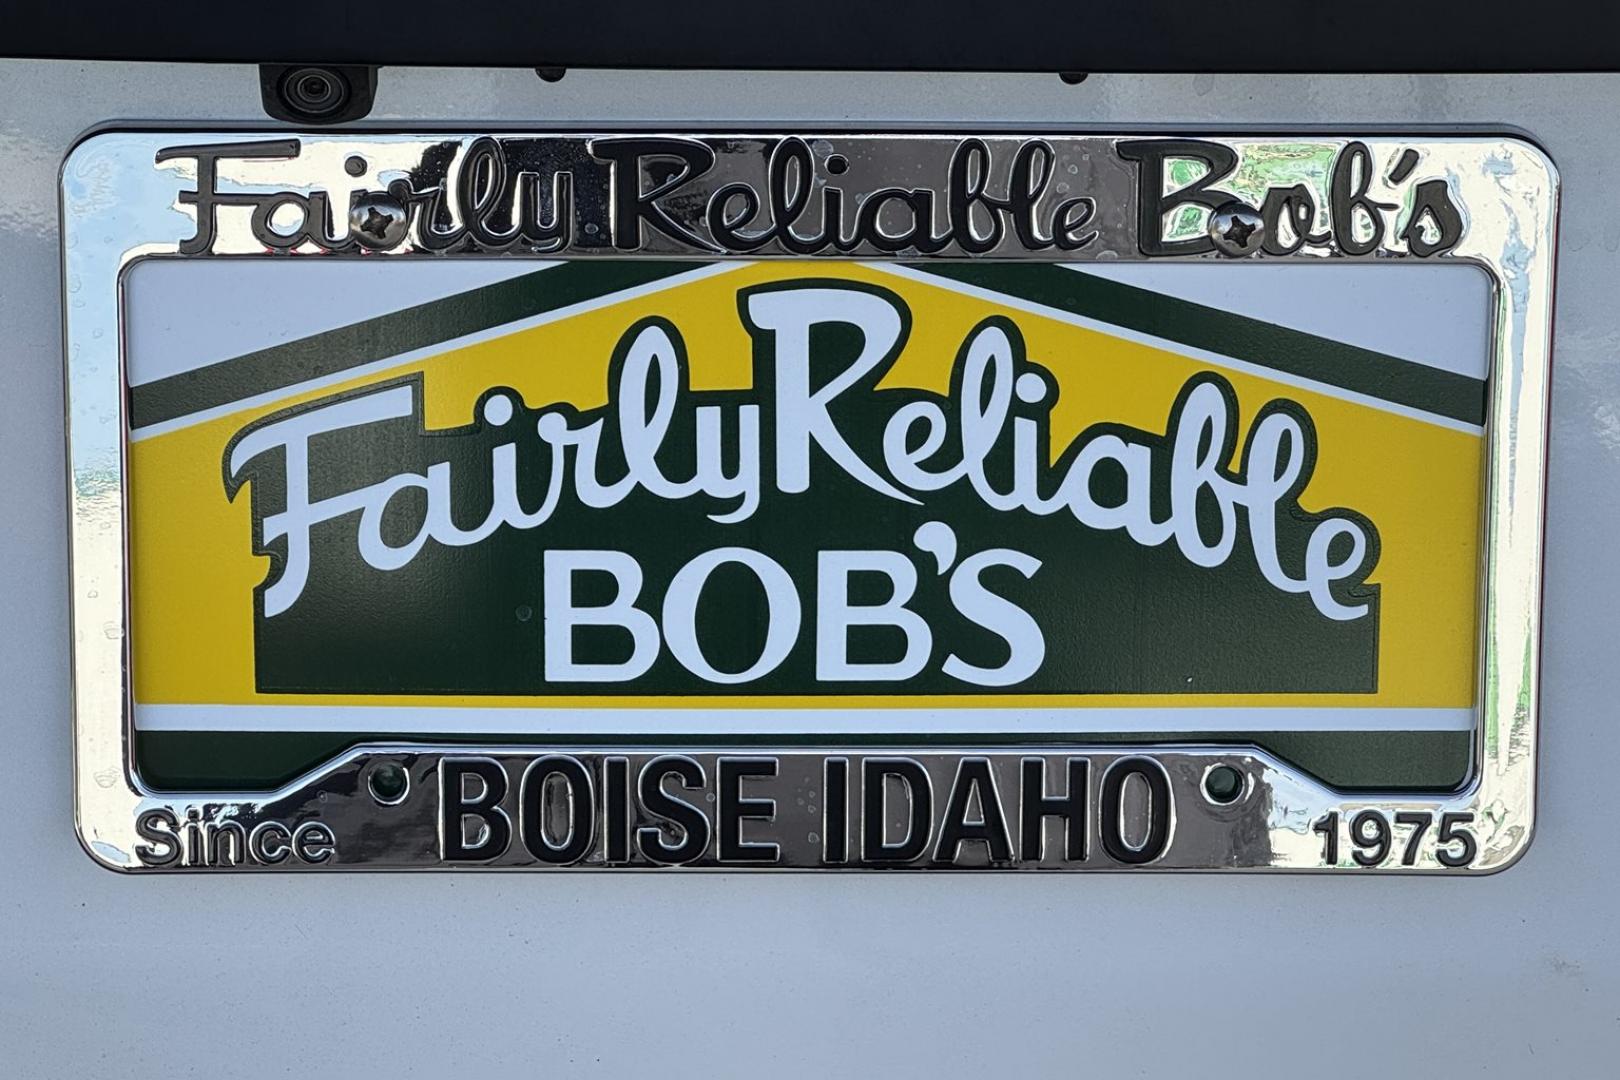 Fairly Reliable Bob's
Fairly Reliable
BOB'S
BOISE IDAHO
Since 1975